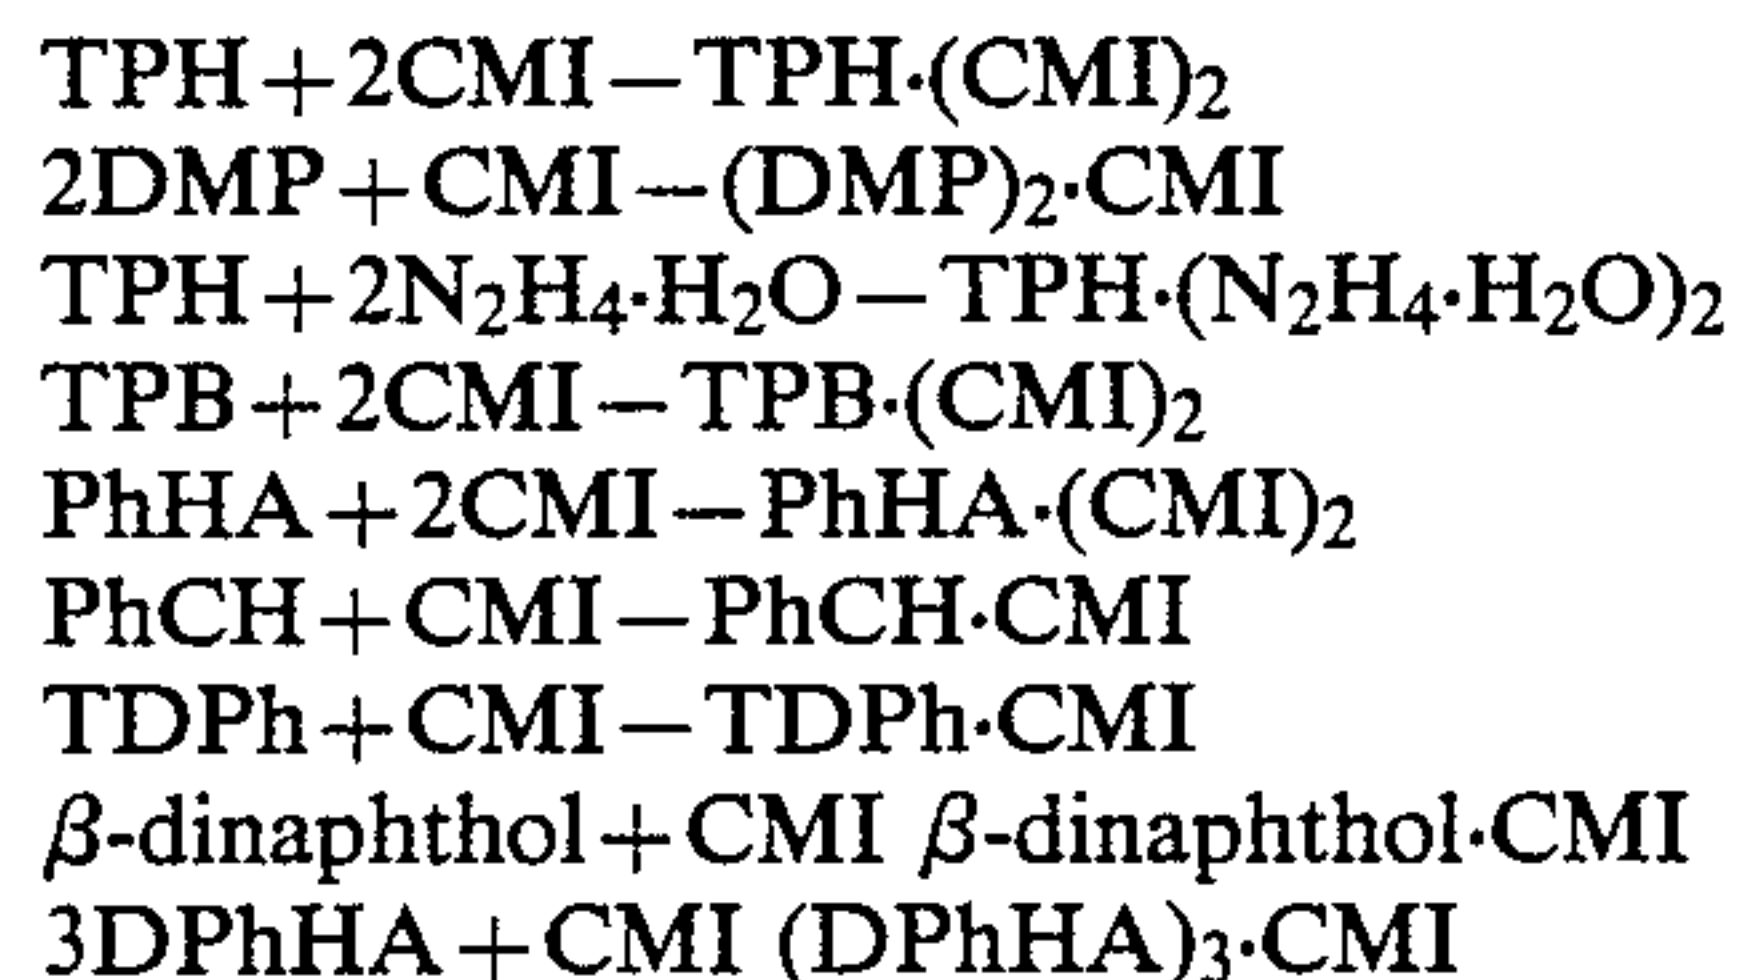 TPH+2CMI—TPH·(CMI)₂
2DMP+CMI—(DMP)₂·CMI
TPH+2N₂H₄·H₂O—TPH·(N₂H₄·H₂O)₂
TPB+2CMI—TPB·(CMI)₂
PhHA+2CMI—PhHA·(CMI)₂
PhCH+CMI—PhCH·CMI
TDPh+CMI—TDPh·CMI
β-dinaphthol+CMI β-dinaphthol·CMI
3DPhHA+CMI (DPhHA)₃·CMI